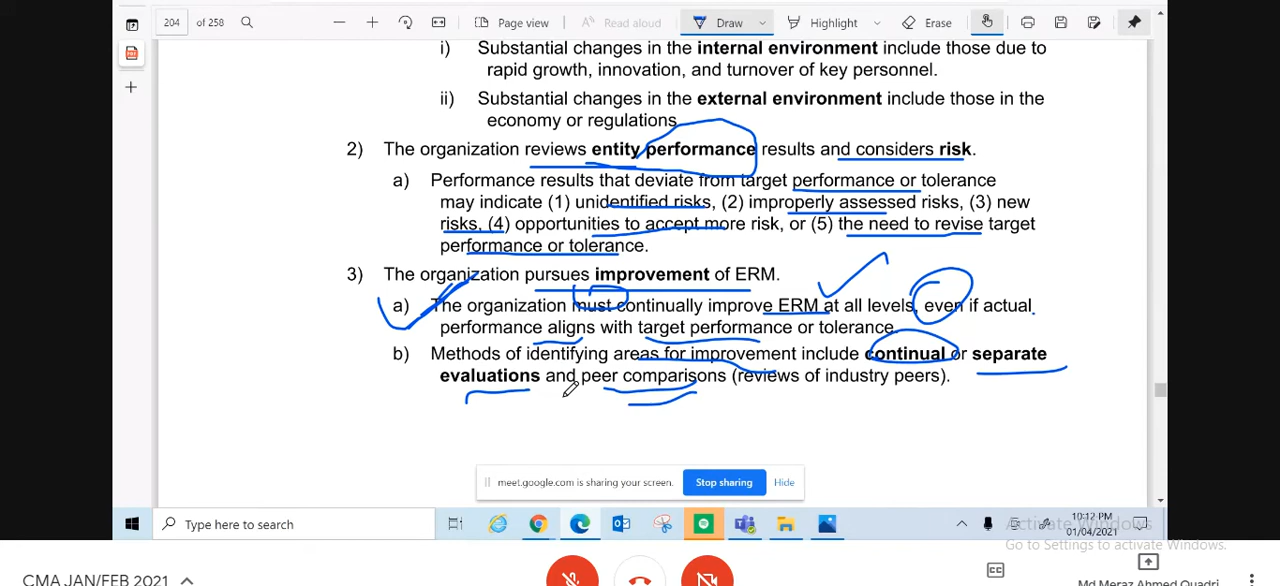 204 of 258 Page view Read aloud Draw Highlight Erase
i) Substantial changes in the internal environment include those due to
rapid growth, innovation, and turnover of key personnel.
ii) Substantial changes in the external environment include those in the
economy or regulations.
2) The organization reviews entity performance results and considers risk.
a) Performance results that deviate from target performance or tolerance
may indicate (1) unidentified risks, (2) improperly assessed risks, (3) new
risks, (4) opportunities to accept more risk, or (5) the need to revise target
performance or tolerance.
3) The organization pursues improvement of ERM.
a) The organization must continually improve ERM at all levels, even if actual
performance aligns with target performance or tolerance.
b) Methods of identifying areas for improvement include continual or separate
evaluations and peer comparisons (reviews of industry peers).
meet.google.com is sharing your screen. Stop sharing Hide
Type here to search
10:12 PM
01/04/2021
Activate Windows
Go to Settings to activate Windows.
CMA JAN/FEB 2021
Md Meraz Ahmed Quadri